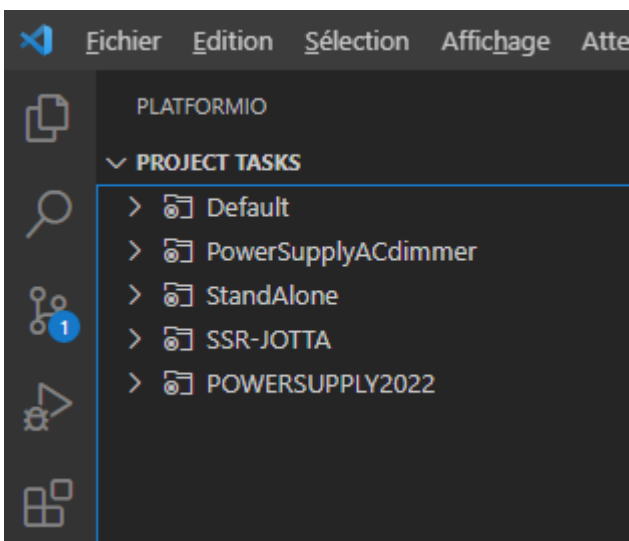 Fichier Edition Sélection Affichage Atte
PLATFORMIO
PROJECT TASKS
Default
PowerSupplyACdimmer
StandAlone
1
SSR-JOTTA
POWERSUPPLY2022